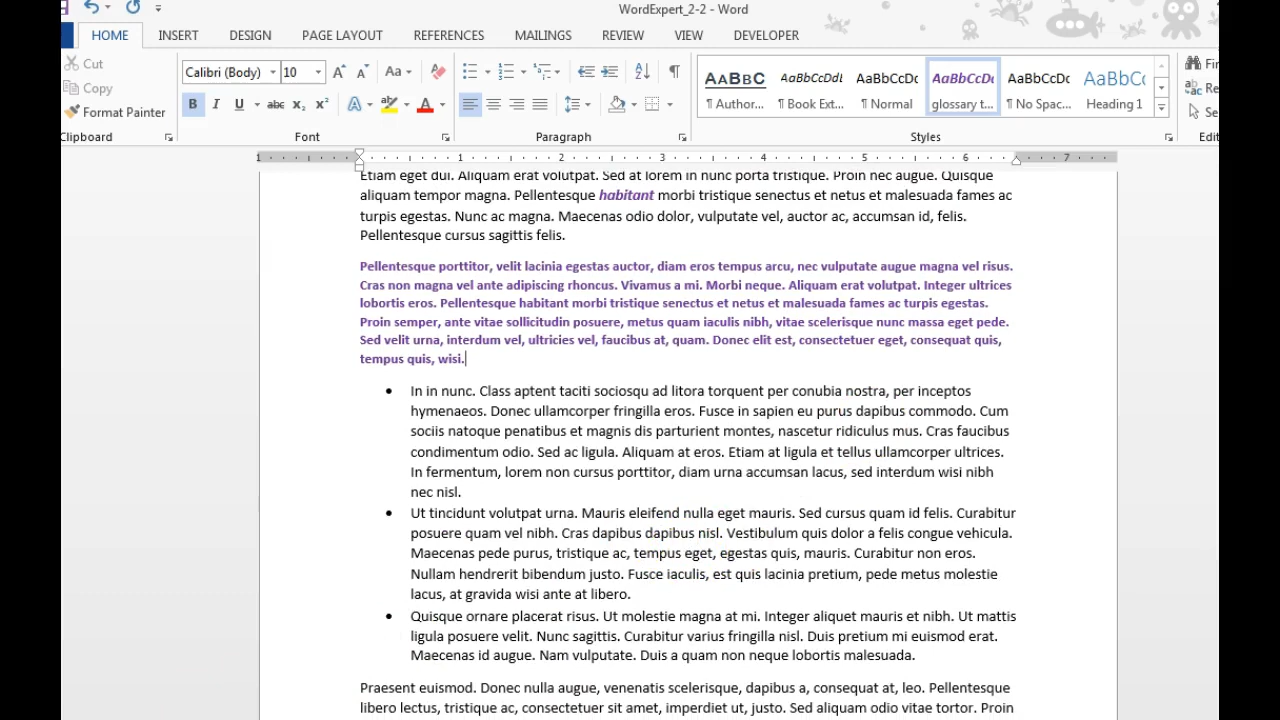 WordExpert_2-2 - Word
HOME INSERT DESIGN PAGE LAYOUT REFERENCES MAILINGS REVIEW VIEW DEVELOPER
Cut
Copy
Format Painter
Clipboard
Calibri (Body) 10
Font
Paragraph
AABBC AaBbCcDdI AaBbCcDc AaBbCcDı AaBbCcDc AaBbCc
¶ Author... ¶ Book Ext... ¶ Normal glossary t... ¶ No Spac... Heading 1
Styles
1 1 2 3 4 5 6 7
Etiam eget dui. Aliquam erat volutpat. Sed at lorem in nunc porta tristique. Proin nec augue. Quisque
aliquam tempor magna. Pellentesque habitant morbi tristique senectus et netus et malesuada fames ac
turpis egestas. Nunc ac magna. Maecenas odio dolor, vulputate vel, auctor ac, accumsan id, felis.
Pellentesque cursus sagittis felis.
Pellentesque porttitor, velit lacinia egestas auctor, diam eros tempus arcu, nec vulputate augue magna vel risus.
Cras non magna vel ante adipiscing rhoncus. Vivamus a mi. Morbi neque. Aliquam erat volutpat. Integer ultrices
lobortis eros. Pellentesque habitant morbi tristique senectus et netus et malesuada fames ac turpis egestas.
Proin semper, ante vitae sollicitudin posuere, metus quam iaculis nibh, vitae scelerisque nunc massa eget pede.
Sed velit urna, interdum vel, ultricies vel, faucibus at, quam. Donec elit est, consectetuer eget, consequat quis,
tempus quis, wisi.
• In in nunc. Class aptent taciti sociosqu ad litora torquent per conubia nostra, per inceptos
hymenaeos. Donec ullamcorper fringilla eros. Fusce in sapien eu purus dapibus commodo. Cum
sociis natoque penatibus et magnis dis parturient montes, nascetur ridiculus mus. Cras faucibus
condimentum odio. Sed ac ligula. Aliquam at eros. Etiam at ligula et tellus ullamcorper ultrices.
In fermentum, lorem non cursus porttitor, diam urna accumsan lacus, sed interdum wisi nibh
nec nisl.
• Ut tincidunt volutpat urna. Mauris eleifend nulla eget mauris. Sed cursus quam id felis. Curabitur
posuere quam vel nibh. Cras dapibus dapibus nisl. Vestibulum quis dolor a felis congue vehicula.
Maecenas pede purus, tristique ac, tempus eget, egestas quis, mauris. Curabitur non eros.
Nullam hendrerit bibendum justo. Fusce iaculis, est quis lacinia pretium, pede metus molestie
lacus, at gravida wisi ante at libero.
• Quisque ornare placerat risus. Ut molestie magna at mi. Integer aliquet mauris et nibh. Ut mattis
ligula posuere velit. Nunc sagittis. Curabitur varius fringilla nisl. Duis pretium mi euismod erat.
Maecenas id augue. Nam vulputate. Duis a quam non neque lobortis malesuada.
Praesent euismod. Donec nulla augue, venenatis scelerisque, dapibus a, consequat at, leo. Pellentesque
libero lectus, tristique ac, consectetuer sit amet, imperdiet ut, justo. Sed aliquam odio vitae tortor. Proin